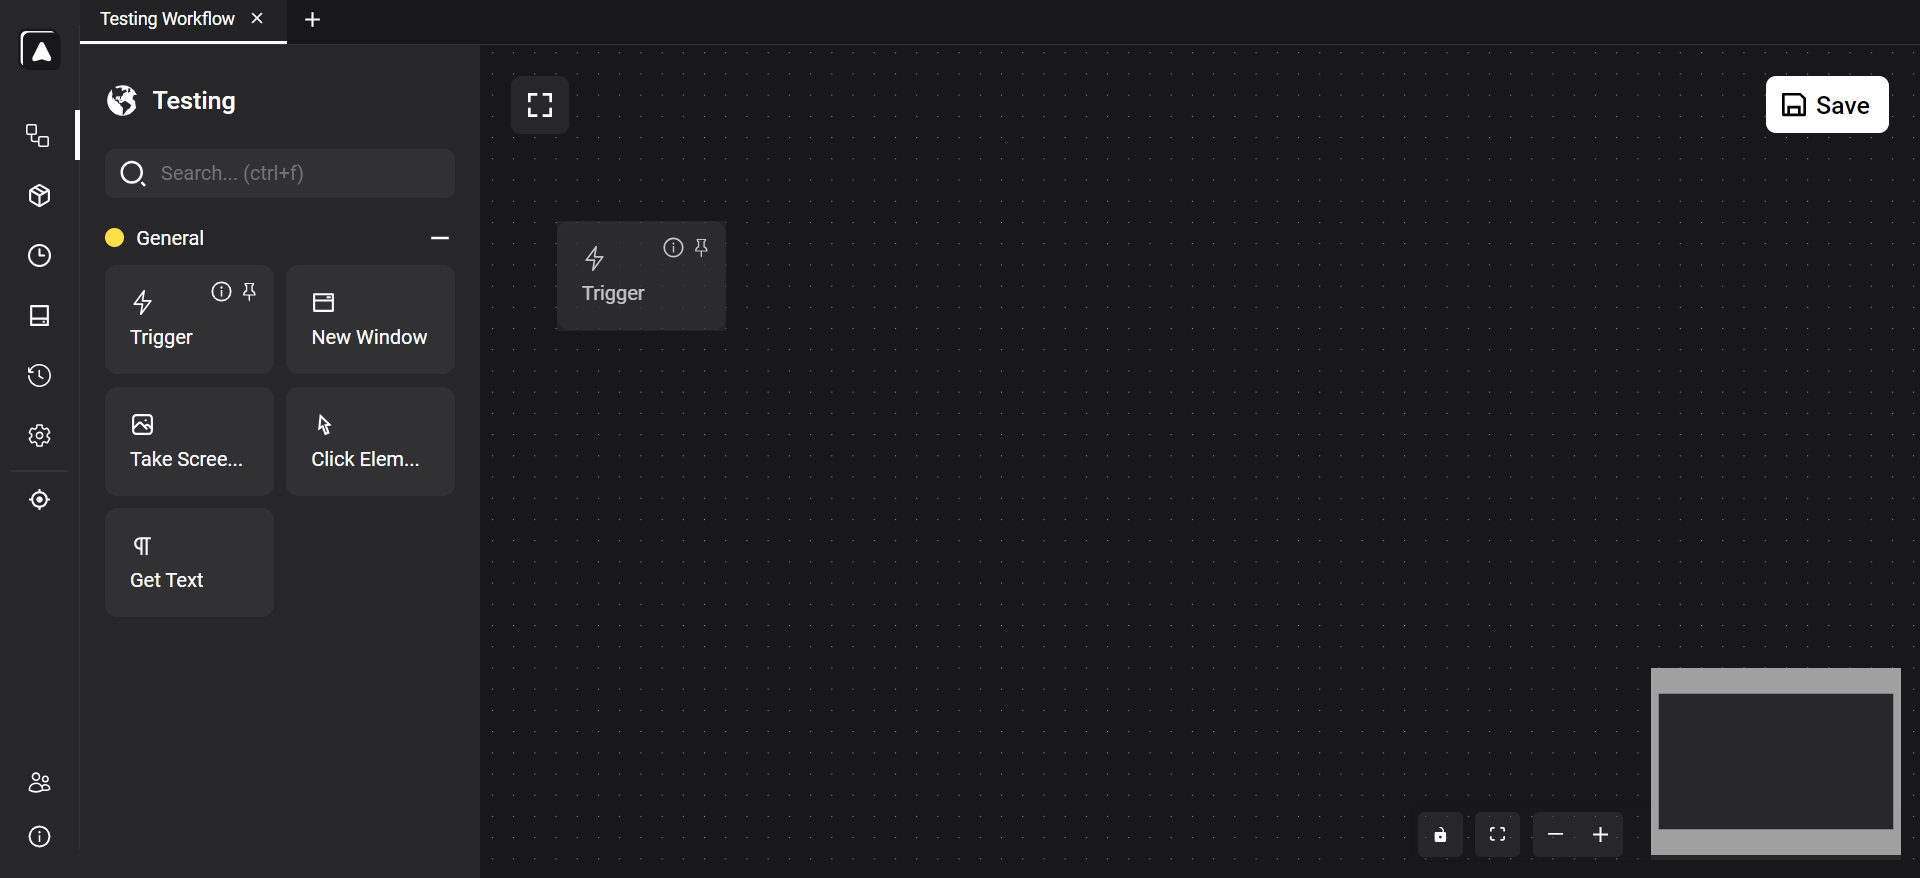 Testing Workflow
Testing
Save
Search... (ctrl+f)
General
Trigger
New Window
Trigger
Take Scree...
Click Elem...
Get Text